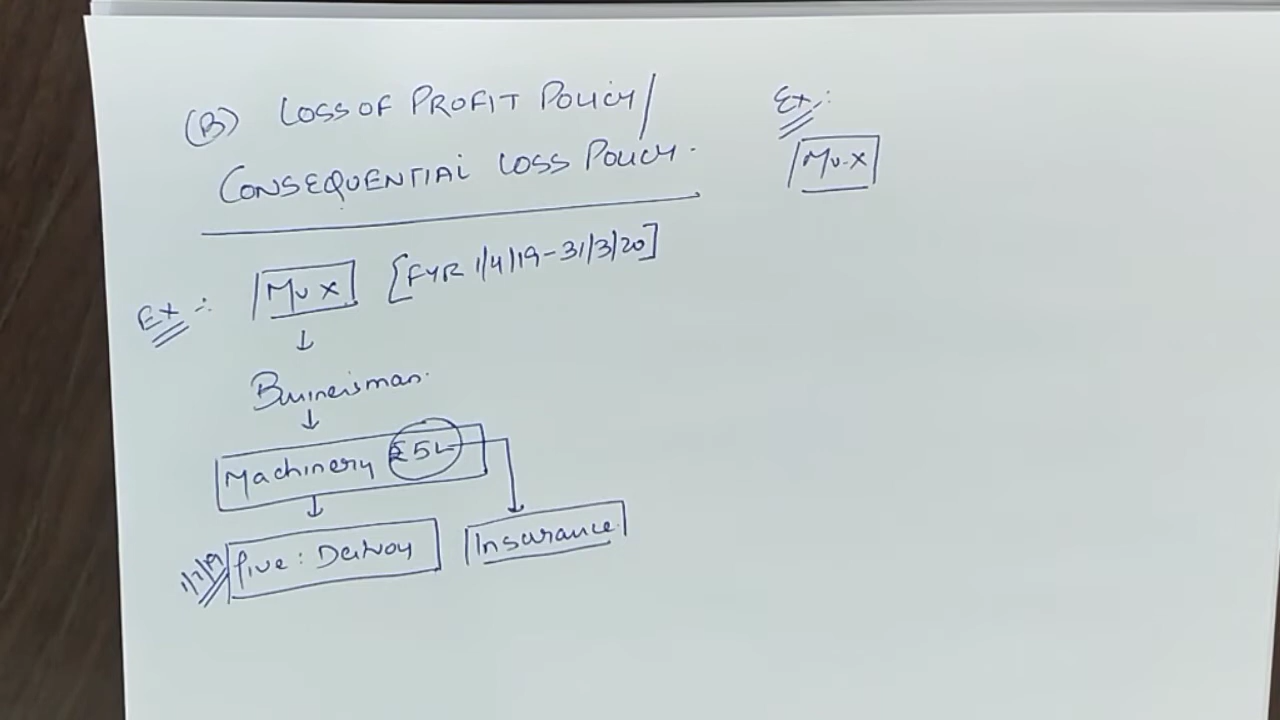 (B) LOSS OF PROFIT POLICY/
CONSEQUENTIAL LOSS POLICY.
Ex :
Mr X [FYR 1/4/19-31/3/20]
↓
Businessman.
↓
Machinery ₹5L
↓
1/7/19 fire : Destroy
Insurance
Ex :
Mr. X